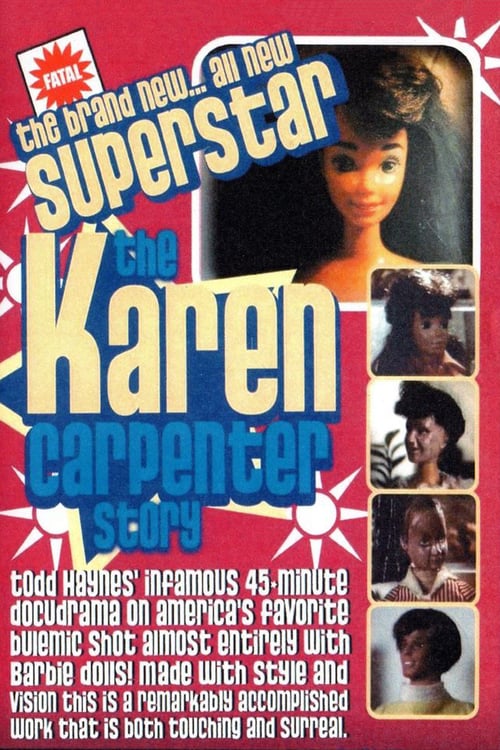 FATAL
the brand new... all new
superstar
the
Karen
carpenter
story
todd Haynes' infamous 45-minute
docudrama on america's favorite
bulemic shot almost entirely with
Barbie dolls! made with style and
vision this is a remarkably accomplished
work that is both touching and surreal.